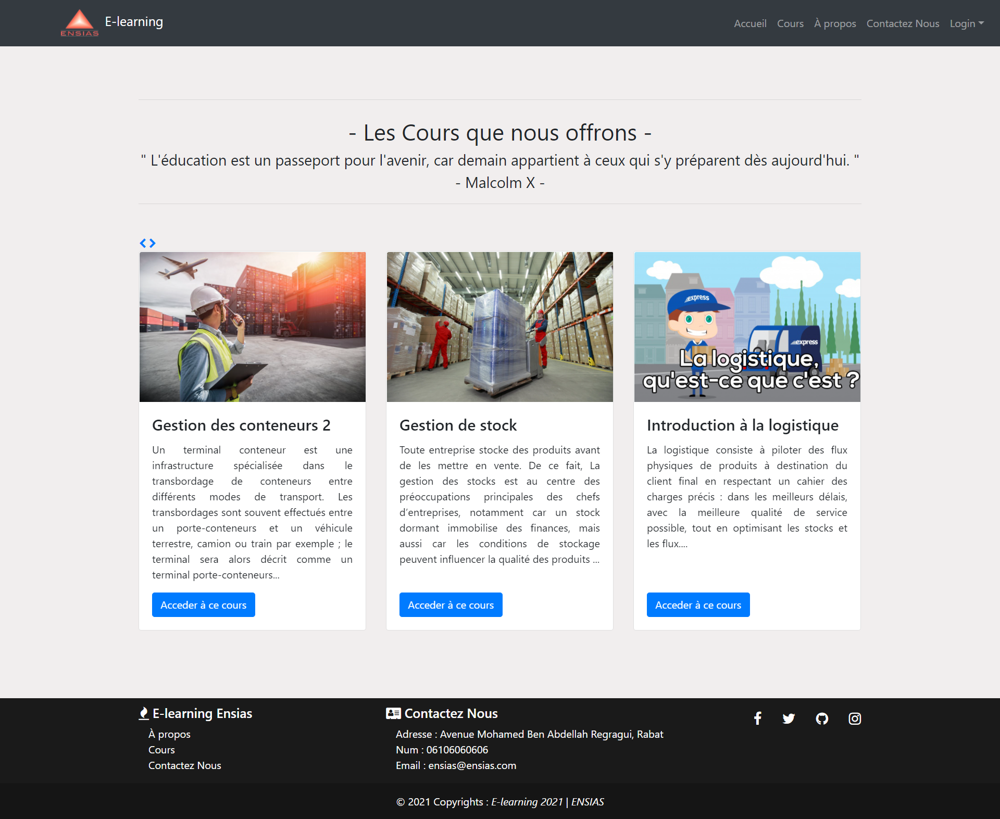 ENSIAS
E-learning
Accueil Cours À propos Contactez Nous Login
- Les Cours que nous offrons -
" L'éducation est un passeport pour l'avenir, car demain appartient à ceux qui s'y préparent dès aujourd'hui. "
- Malcolm X -
express
express
La logistique,
qu'est-ce que c'est ?
Gestion des conteneurs 2
Un terminal conteneur est une
infrastructure spécialisée dans le
transbordage de conteneurs entre
différents modes de transport. Les
transbordages sont souvent effectués entre
un porte-conteneurs et un véhicule
terrestre, camion ou train par exemple ; le
terminal sera alors décrit comme un
terminal porte-conteneurs...
Acceder à ce cours
Gestion de stock
Toute entreprise stocke des produits avant
de les mettre en vente. De ce fait, La
gestion des stocks est au centre des
préoccupations principales des chefs
d’entreprises, notamment car un stock
dormant immobilise des finances, mais
aussi car les conditions de stockage
peuvent influencer la qualité des produits ...
Acceder à ce cours
Introduction à la logistique
La logistique consiste à piloter des flux
physiques de produits à destination du
client final en respectant un cahier des
charges précis : dans les meilleurs délais,
avec la meilleure qualité de service
possible, tout en optimisant les stocks et
les flux....
Acceder à ce cours
E-learning Ensias
À propos
Cours
Contactez Nous
Contactez Nous
Adresse : Avenue Mohamed Ben Abdellah Regragui, Rabat
Num : 06106060606
Email : ensias@ensias.com
© 2021 Copyrights : E-learning 2021 | ENSIAS